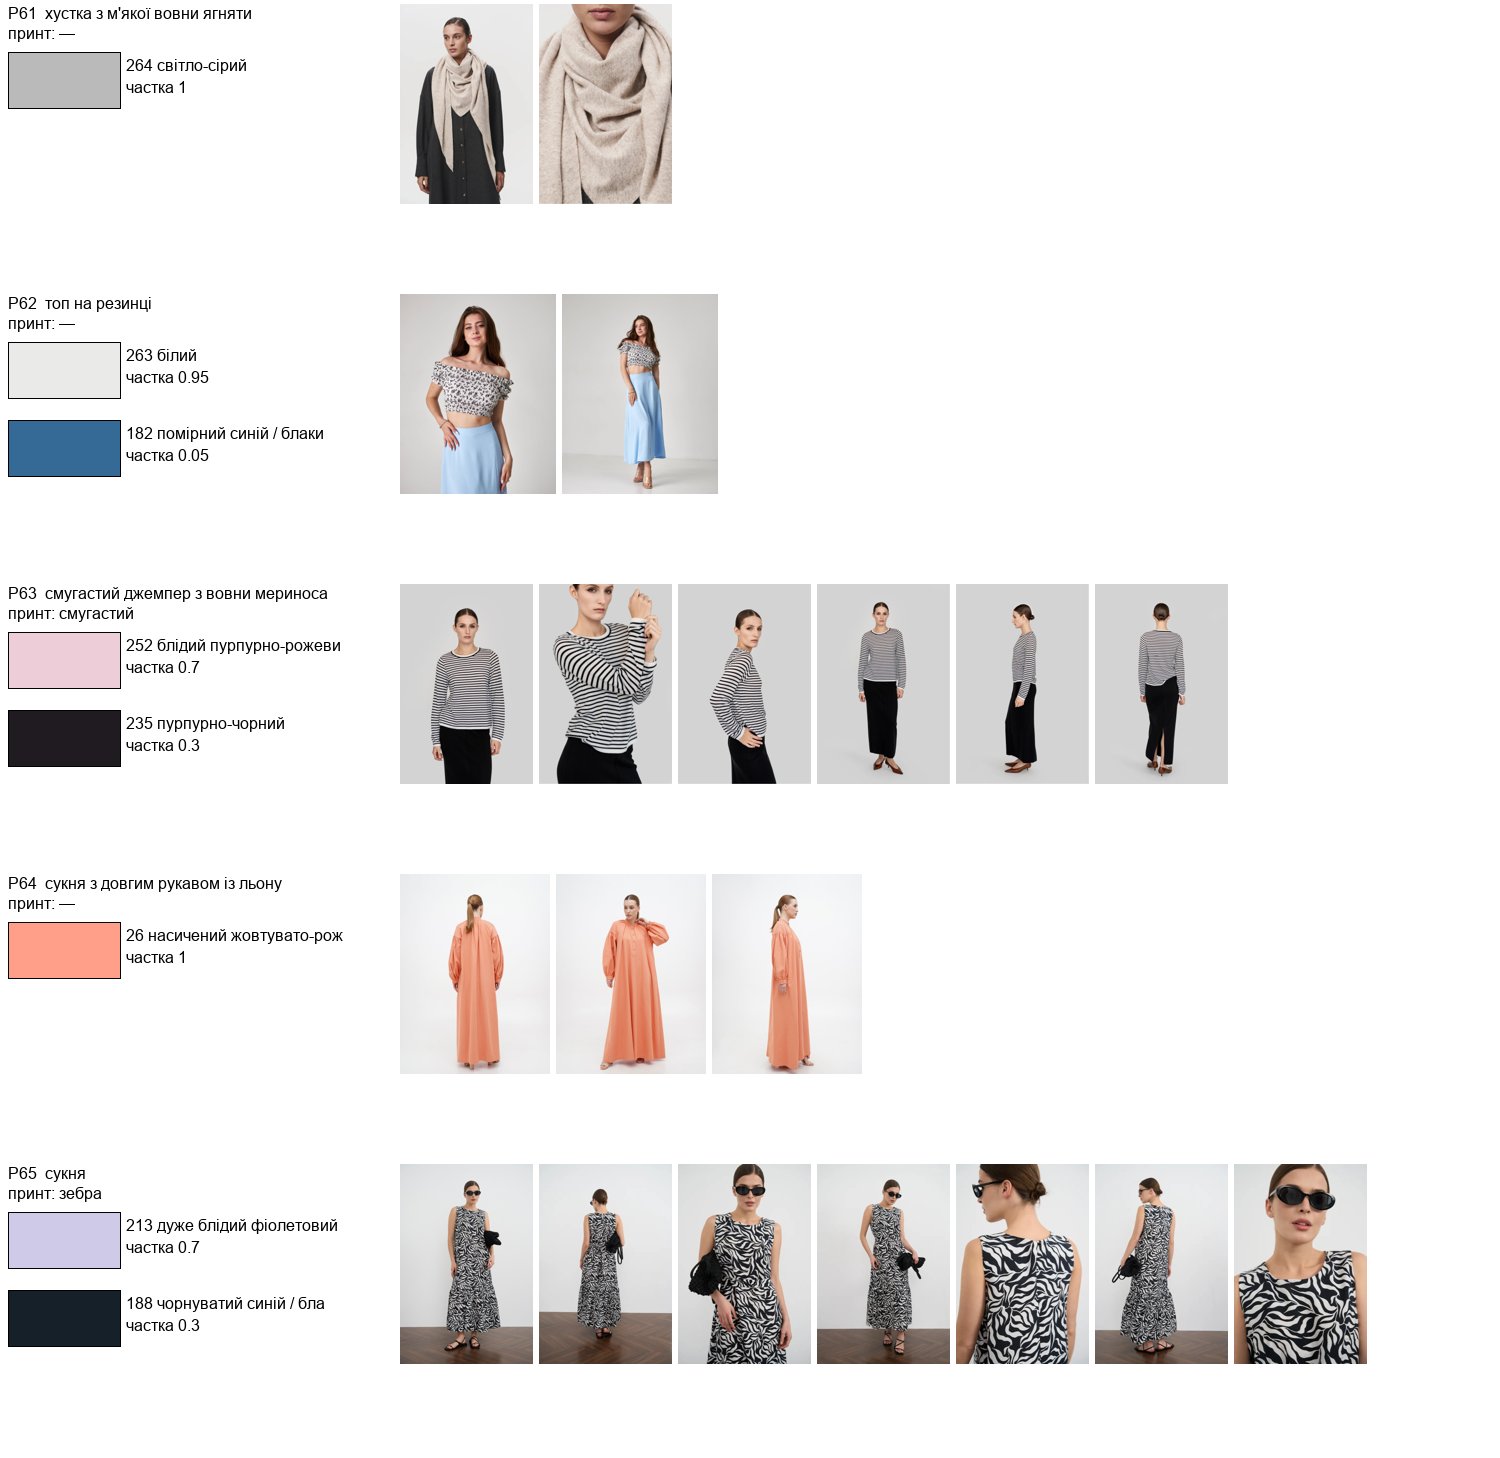 P61 хустка з м'якої вовни ягняти
принт: —
264 світло-сірий
частка 1
P62 топ на резинці
принт: —
263 білий
частка 0.95
182 помірний синій / блаки
частка 0.05
P63 смугастий джемпер з вовни мериноса
принт: смугастий
252 блідий пурпурно-рожеви
частка 0.7
235 пурпурно-чорний
частка 0.3
P64 сукня з довгим рукавом із льону
принт: —
26 насичений жовтувато-рож
частка 1
P65 сукня
принт: зебра
213 дуже блідий фіолетовий
частка 0.7
188 чорнуватий синій / бла
частка 0.3